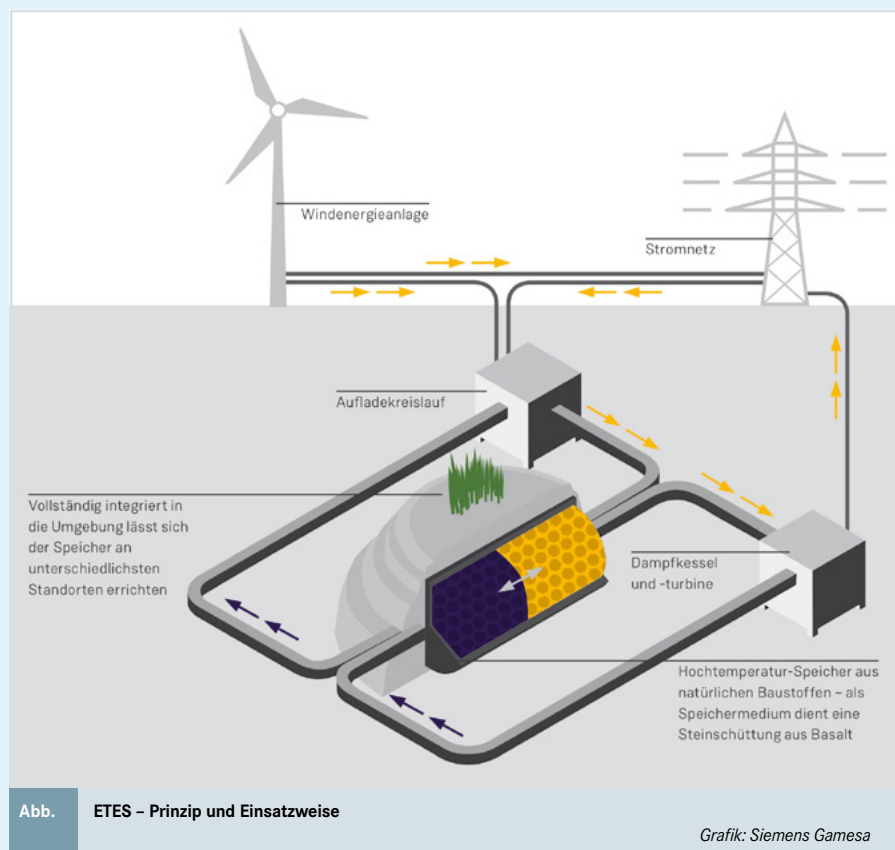 Windenergieanlage
Stromnetz
Aufladekreislauf
Vollständig integriert in
die Umgebung lässt sich
der Speicher an
unterschiedlichsten
Standorten errichten
Dampfkessel
und -turbine
Hochtemperatur-Speicher aus
natürlichen Baustoffen – als
Speichermedium dient eine
Steinschüttung aus Basalt
Abb. ETES – Prinzip und Einsatzweise
Grafik: Siemens Gamesa